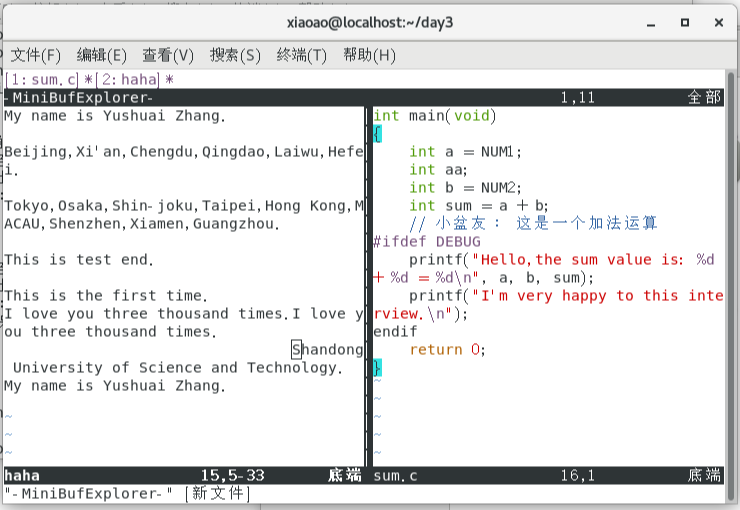 xiaoao@localhost:~/day3
文件(F) 编辑(E) 查看(V) 搜索(S) 终端(T) 帮助(H)
[1:sum.c]*[2:haha]*
-MiniBufExplorer- 1,11 全部
My name is Yushuai Zhang.
Beijing,Xi'an,Chengdu,Qingdao,Laiwu,Hefe
i.
Tokyo,Osaka,Shin-joku,Taipei,Hong Kong,M
ACAU,Shenzhen,Xiamen,Guangzhou.
This is test end.
This is the first time.
I love you three thousand times.I love y
ou three thousand times.
Shandong
University of Science and Technology.
My name is Yushuai Zhang.
~
~
~
haha 15,5-33 底端
int main(void)
{
int a = NUM1;
int aa;
int b = NUM2;
int sum = a + b;
// 小盆友： 这是一个加法运算
#ifdef DEBUG
printf("Hello,the sum value is: %d
+ %d = %d\n", a, b, sum);
printf("I'm very happy to this inte
rview.\n");
endif
return 0;
}
~
~
~
~
~
sum.c 16,1 底端
"-MiniBufExplorer-" [新文件]